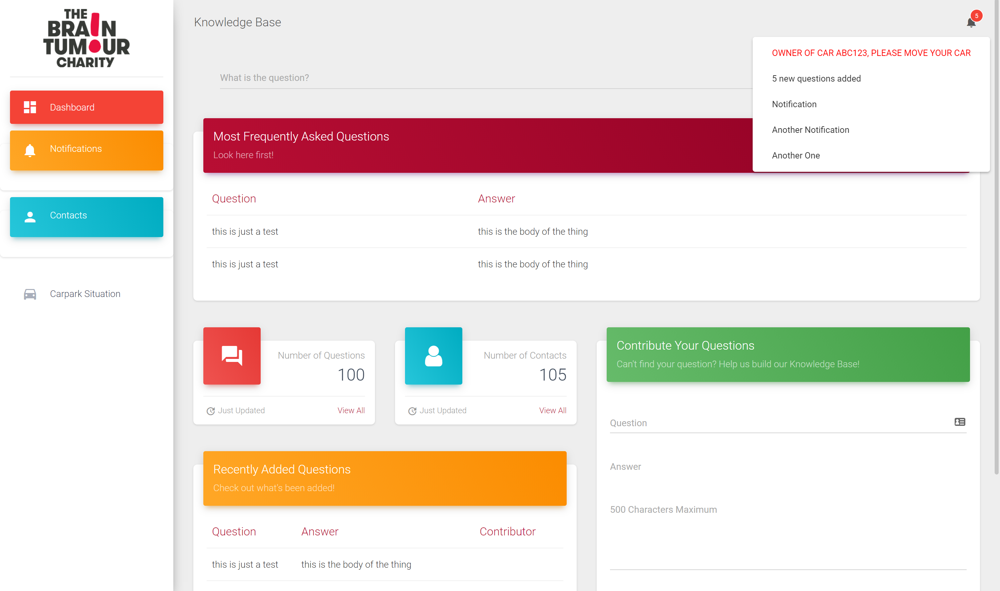 THE
BRAIN
TUMOUR
CHARITY
Dashboard
Notifications
Contacts
Carpark Situation
Knowledge Base
5
OWNER OF CAR ABC123, PLEASE MOVE YOUR CAR
5 new questions added
Notification
Another Notification
Another One
What is the question?
Most Frequently Asked Questions
Look here first!
Question Answer
this is just a test this is the body of the thing
this is just a test this is the body of the thing
Number of Questions
100
Just Updated View All
Number of Contacts
105
Just Updated View All
Contribute Your Questions
Can't find your question? Help us build our Knowledge Base!
Question
Answer
500 Characters Maximum
Recently Added Questions
Check out what's been added!
Question Answer Contributor
this is just a test this is the body of the thing